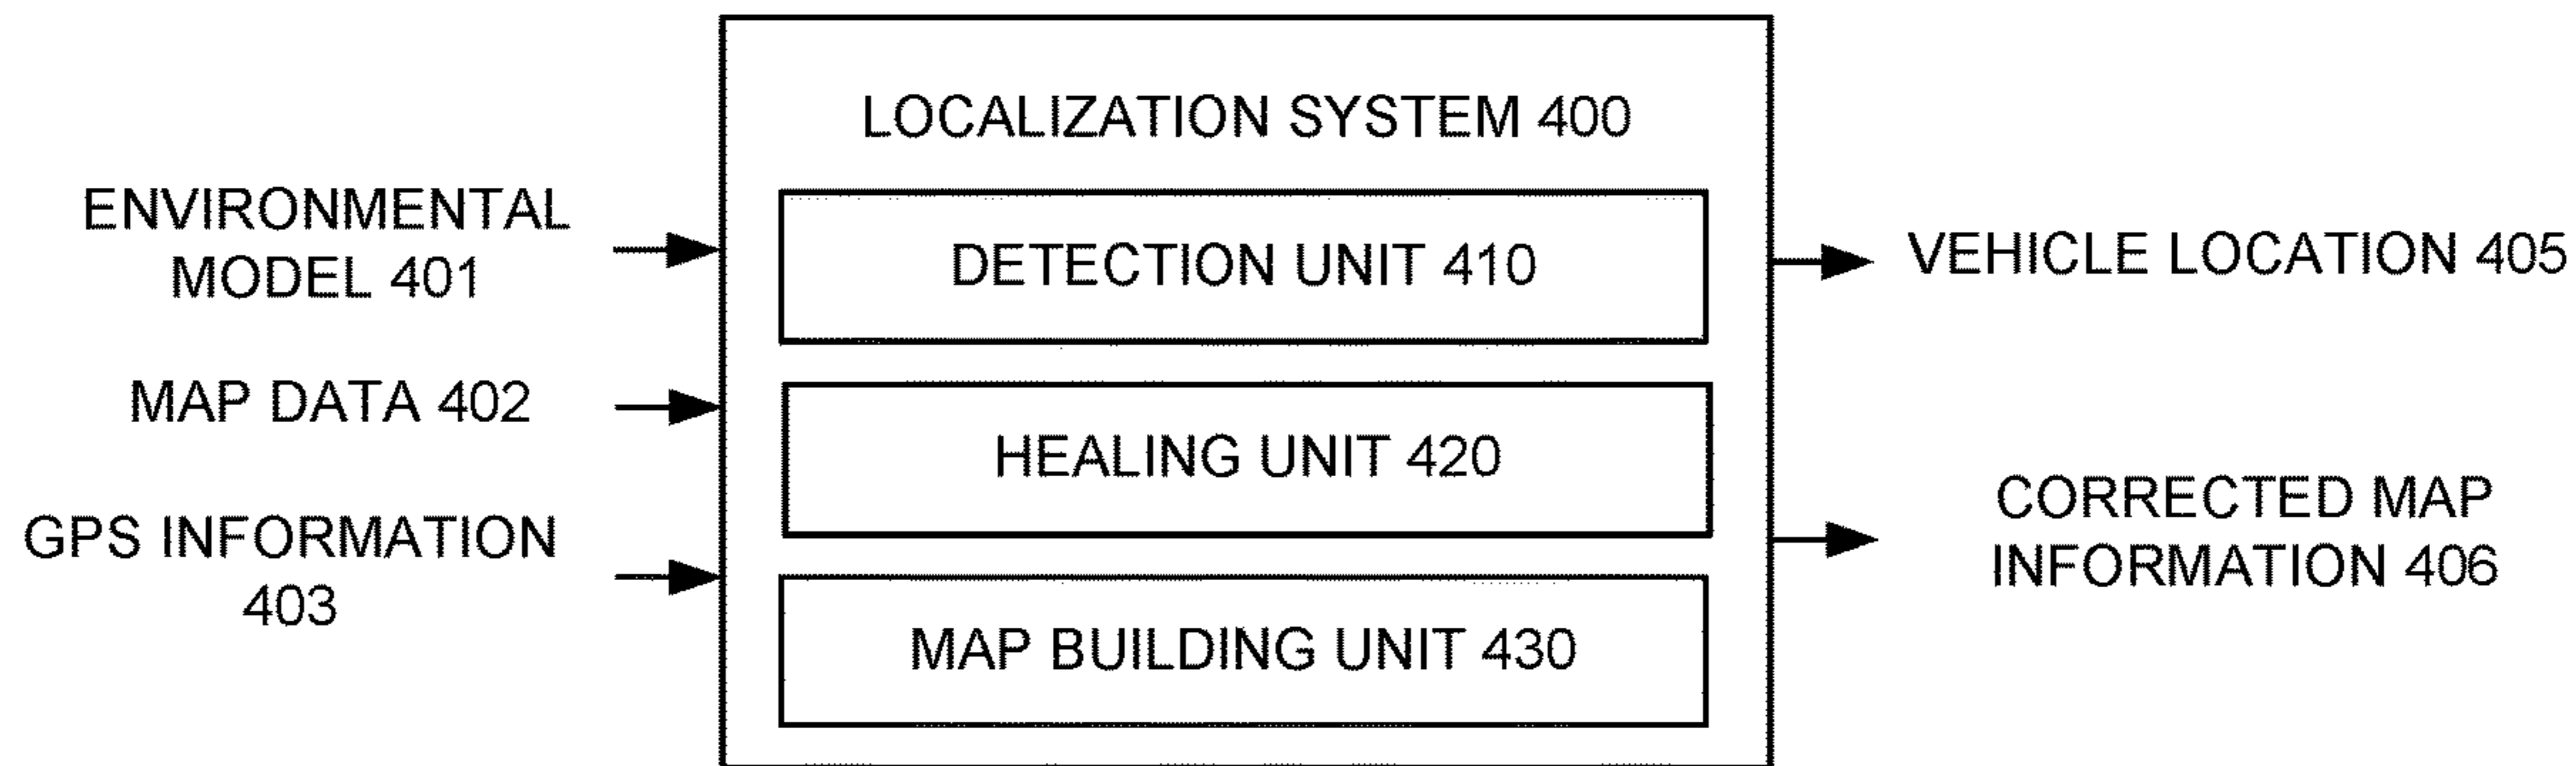 LOCALIZATION SYSTEM 400
ENVIRONMENTAL
MODEL 401
MAP DATA 402
GPS INFORMATION
403
DETECTION UNIT 410
HEALING UNIT 420
MAP BUILDING UNIT 430
VEHICLE LOCATION 405
CORRECTED MAP
INFORMATION 406